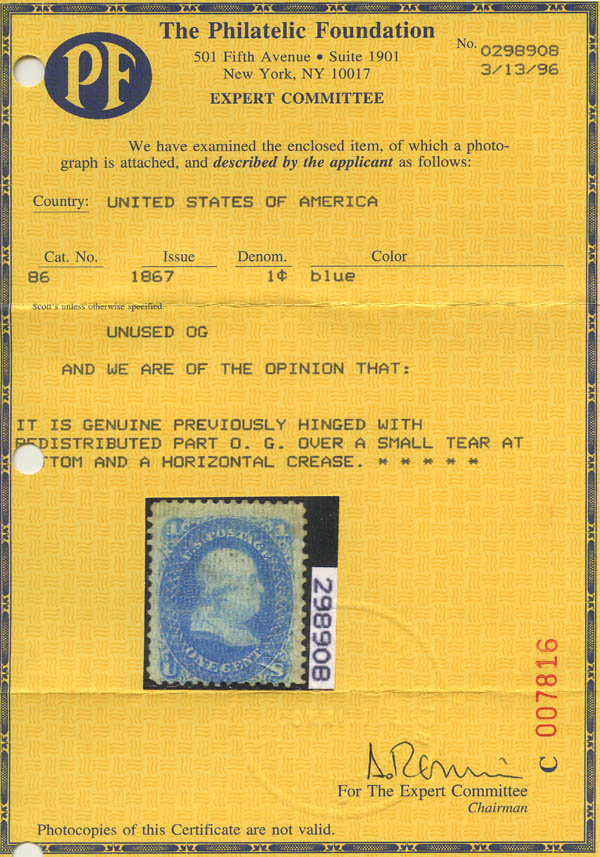 PF
The Philatelic Foundation
501 Fifth Avenue • Suite 1901
New York, NY 10017
EXPERT COMMITTEE
No. 0298908
3/13/96
We have examined the enclosed item, of which a photo-
graph is attached, and described by the applicant as follows:
Country: UNITED STATES OF AMERICA
Cat. No. Issue Denom. Color
86 1867 1¢ blue
Scott's unless otherwise specified.
UNUSED OG
AND WE ARE OF THE OPINION THAT:
IT IS GENUINE PREVIOUSLY HINGED WITH
REDISTRIBUTED PART O. G. OVER A SMALL TEAR AT
TTOM AND A HORIZONTAL CREASE. * * * * *
1 1
U.S. POSTAGE
ONE CENT
U S
298908
C 007816
For The Expert Committee
Chairman
Photocopies of this Certificate are not valid.